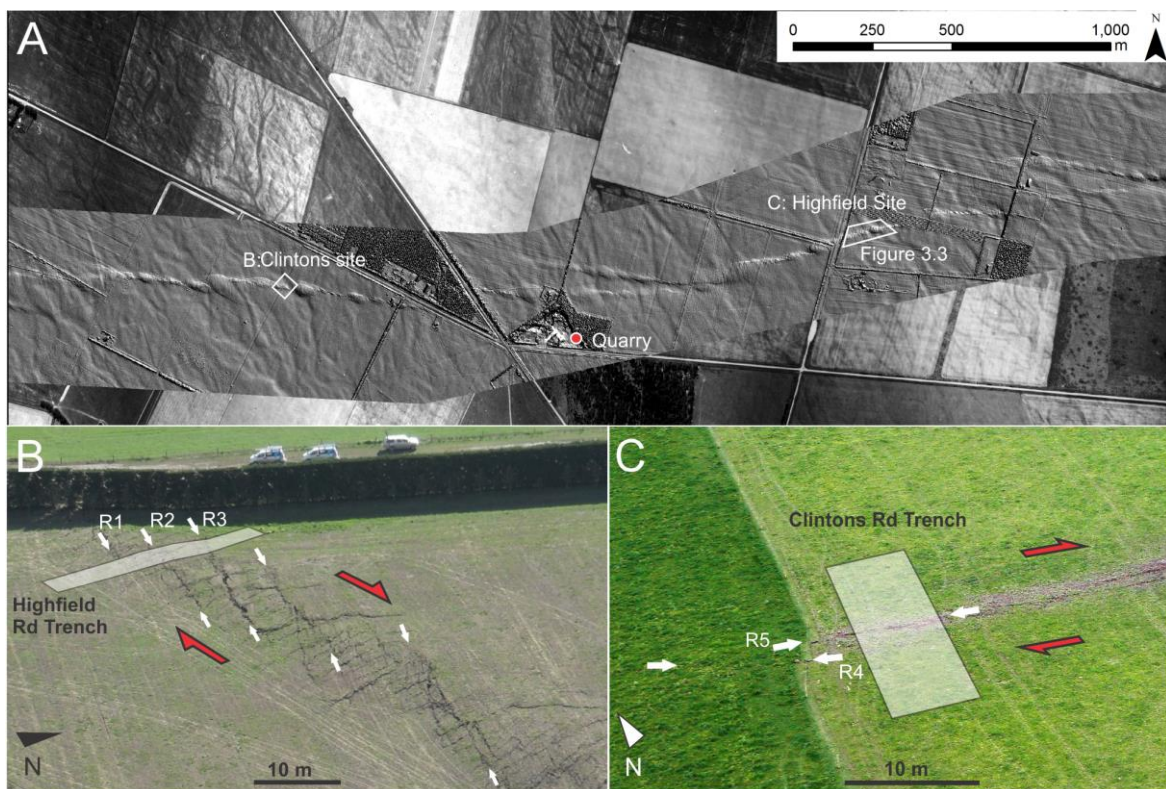 A
N
0 250 500 1,000
m
C: Highfield Site
Figure 3.3
B:Clintons site
Quarry
B
R1
R2
R3
Highfield
Rd Trench
N
10 m
C
Clintons Rd Trench
R5
R4
N
10 m